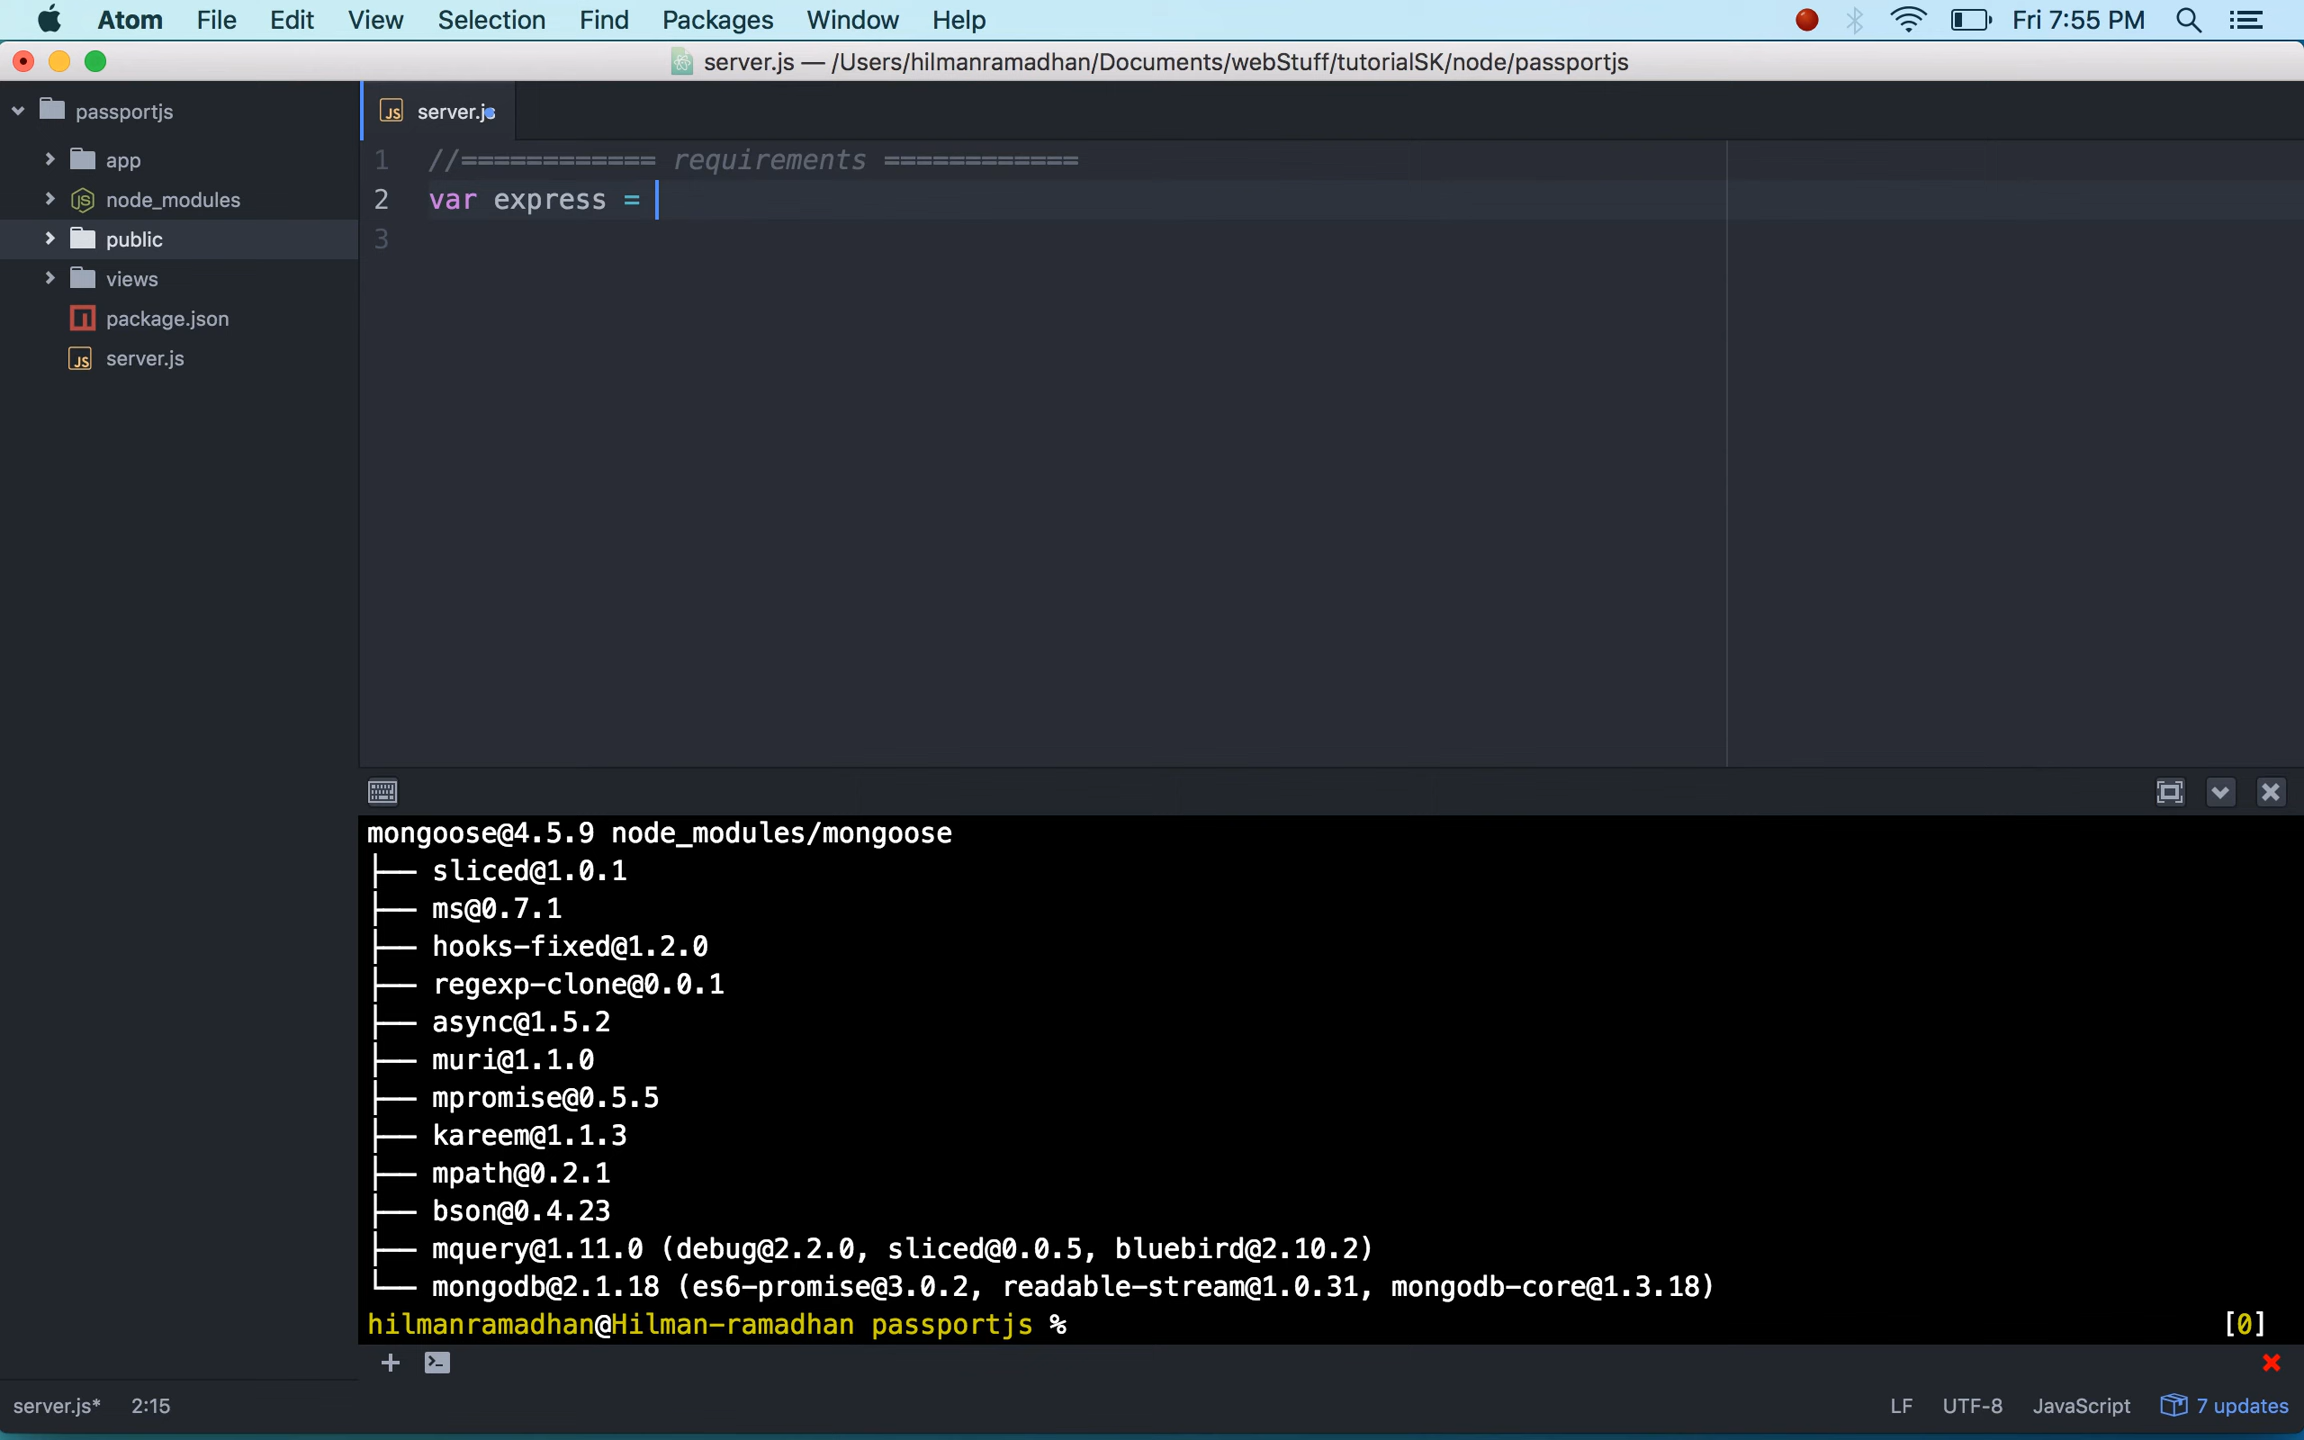 Atom File Edit View Selection Find Packages Window Help Fri 7:55 PM
server.js — /Users/hilmanramadhan/Documents/webStuff/tutorialSK/node/passportjs
passportjs
app
node_modules
public
views
package.json
server.js
server.js
1 //============ requirements ============
2 var express =
3
mongoose@4.5.9 node_modules/mongoose
├── sliced@1.0.1
├── ms@0.7.1
├── hooks-fixed@1.2.0
├── regexp-clone@0.0.1
├── async@1.5.2
├── muri@1.1.0
├── mpromise@0.5.5
├── kareem@1.1.3
├── mpath@0.2.1
├── bson@0.4.23
├── mquery@1.11.0 (debug@2.2.0, sliced@0.0.5, bluebird@2.10.2)
└── mongodb@2.1.18 (es6-promise@3.0.2, readable-stream@1.0.31, mongodb-core@1.3.18)
hilmanramadhan@Hilman-ramadhan passportjs % [0]
server.js* 2:15 LF UTF-8 JavaScript 7 updates